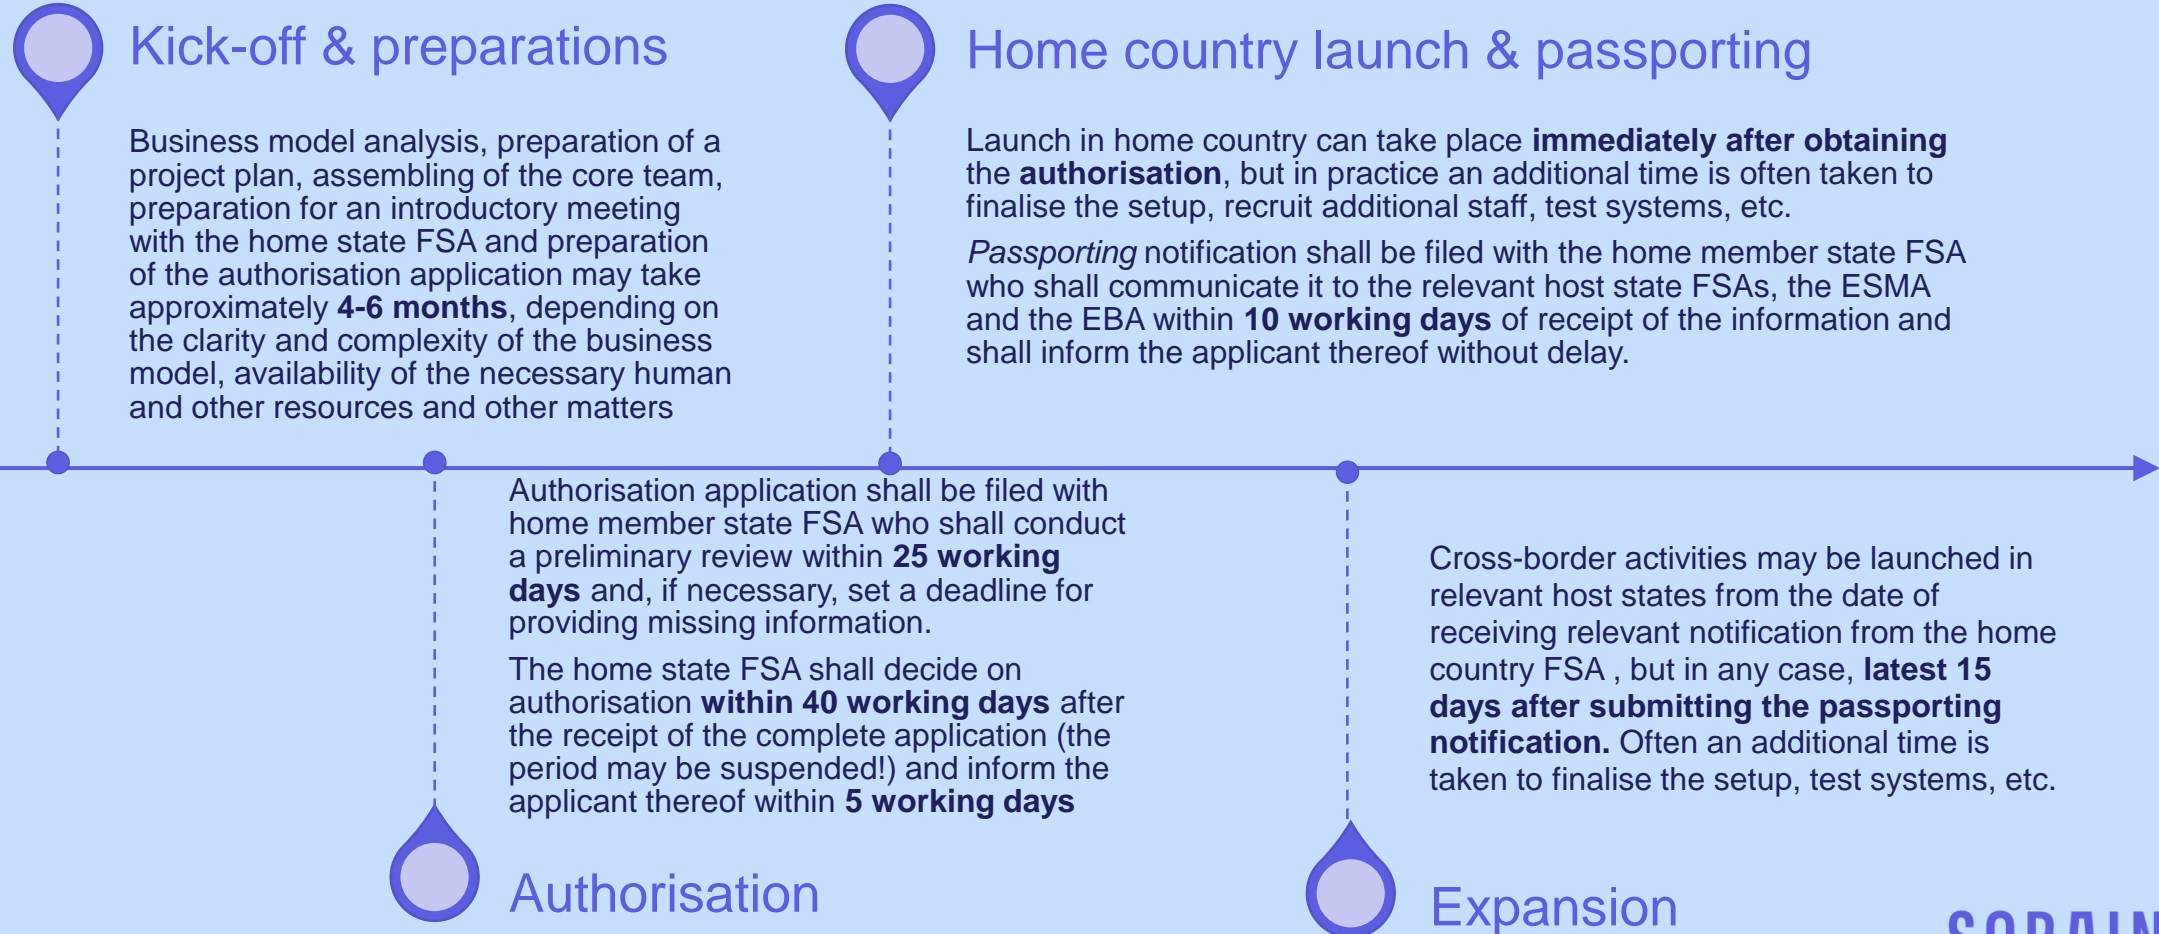 Kick-off & preparations
Business model analysis, preparation of a
project plan, assembling of the core team,
preparation for an introductory meeting
with the home state FSA and preparation
of the authorisation application may take
approximately 4-6 months, depending on
the clarity and complexity of the business
model, availability of the necessary human
and other resources and other matters
Authorisation application shall be filed with
home member state FSA who shall conduct
a preliminary review within 25 working
days and, if necessary, set a deadline for
providing missing information.
The home state FSA shall decide on
authorisation within 40 working days after
the receipt of the complete application (the
period may be suspended!) and inform the
applicant thereof within 5 working days
Authorisation
Home country launch & passporting
Launch in home country can take place immediately after obtaining
the authorisation, but in practice an additional time is often taken to
finalise the setup, recruit additional staff, test systems, etc.
Passporting notification shall be filed with the home member state FSA
who shall communicate it to the relevant host state FSAs, the ESMA
and the EBA within 10 working days of receipt of the information and
shall inform the applicant thereof without delay.
Cross-border activities may be launched in
relevant host states from the date of
receiving relevant notification from the home
country FSA , but in any case, latest 15
days after submitting the passporting
notification. Often an additional time is
taken to finalise the setup, test systems, etc.
Expansion